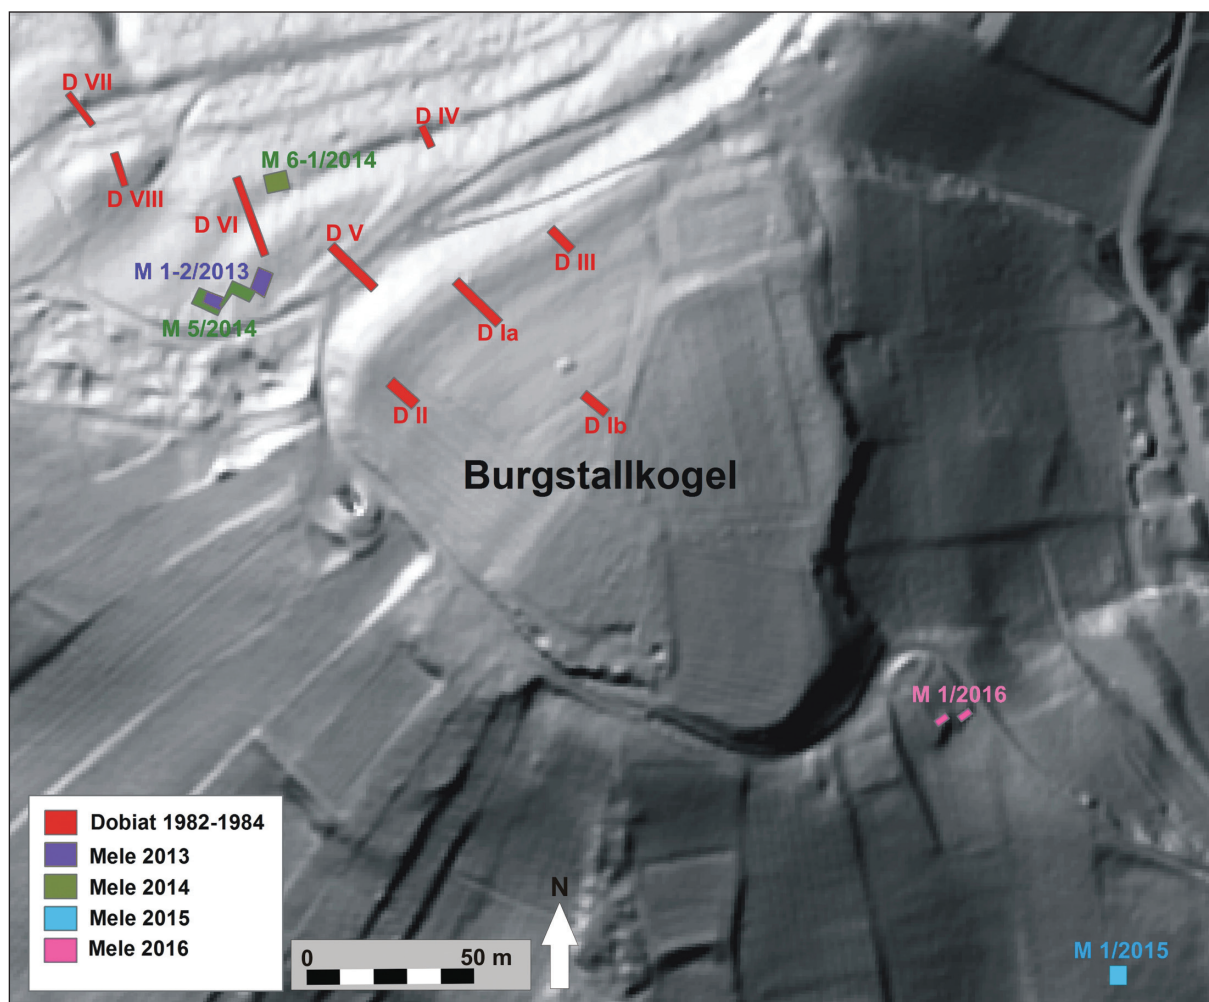 D VII
D IV
M 6-1/2014
D VIII
D VI
D V
D III
M 1-2/2013
M 5/2014
D Ia
D II
D Ib
Burgstallkogel
M 1/2016
Dobiat 1982-1984
Mele 2013
Mele 2014
Mele 2015
Mele 2016
N
0 50 m
M 1/2015